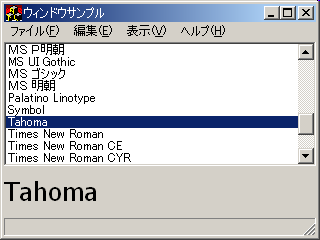 ウィンドウサンプル
ファイル(F) 編集(E) 表示(V) ヘルプ(H)
MS P明朝
MS UI Gothic
MS ゴシック
MS 明朝
Palatino Linotype
Symbol
Tahoma
Times New Roman
Times New Roman CE
Times New Roman CYR
Tahoma